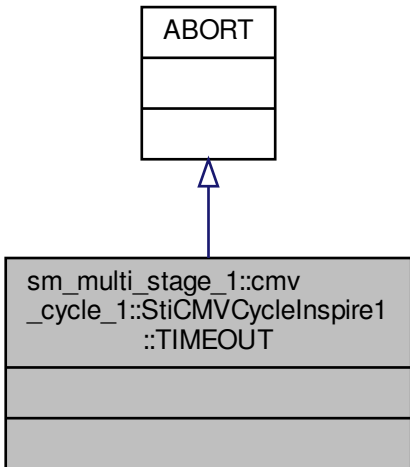 ABORT
sm_multi_stage_1::cmv
_cycle_1::StiCMVCycleInspire1
::TIMEOUT